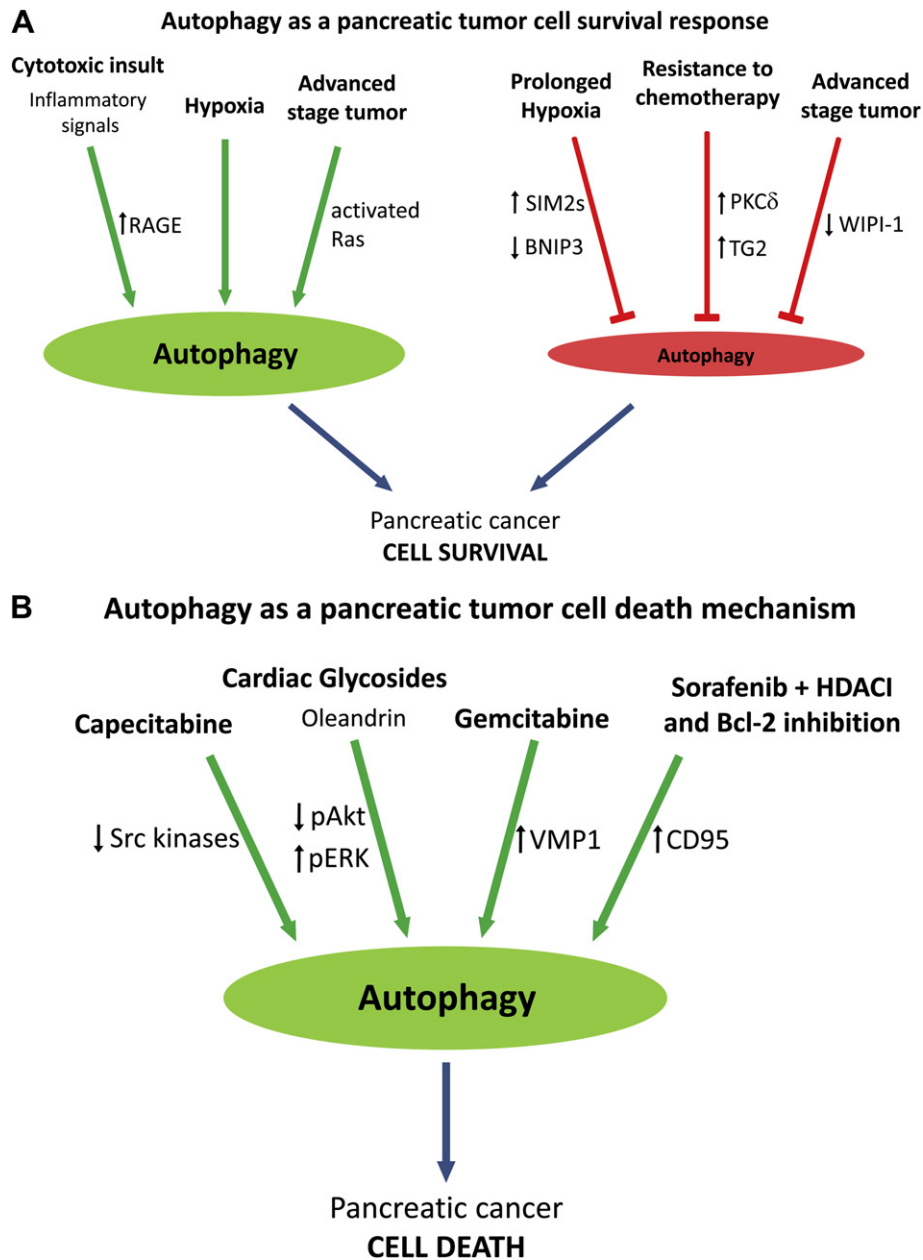 A
Autophagy as a pancreatic tumor cell survival response
Cytotoxic insult
Inflammatory
signals
Hypoxia
Advanced
stage tumor
↑RAGE
activated
Ras
Autophagy
Prolonged
Hypoxia
Resistance to
chemotherapy
Advanced
stage tumor
↑ SIM2s
↓ BNIP3
↑ PKCδ
↑ TG2
↓ WIPI-1
Autophagy
Pancreatic cancer
CELL SURVIVAL
B
Autophagy as a pancreatic tumor cell death mechanism
Capecitabine
Cardiac Glycosides
Oleandrin
Gemcitabine
Sorafenib + HDACI
and Bcl-2 inhibition
↓ Src kinases
↓ pAkt
↑ pERK
↑ VMP1
↑ CD95
Autophagy
Pancreatic cancer
CELL DEATH